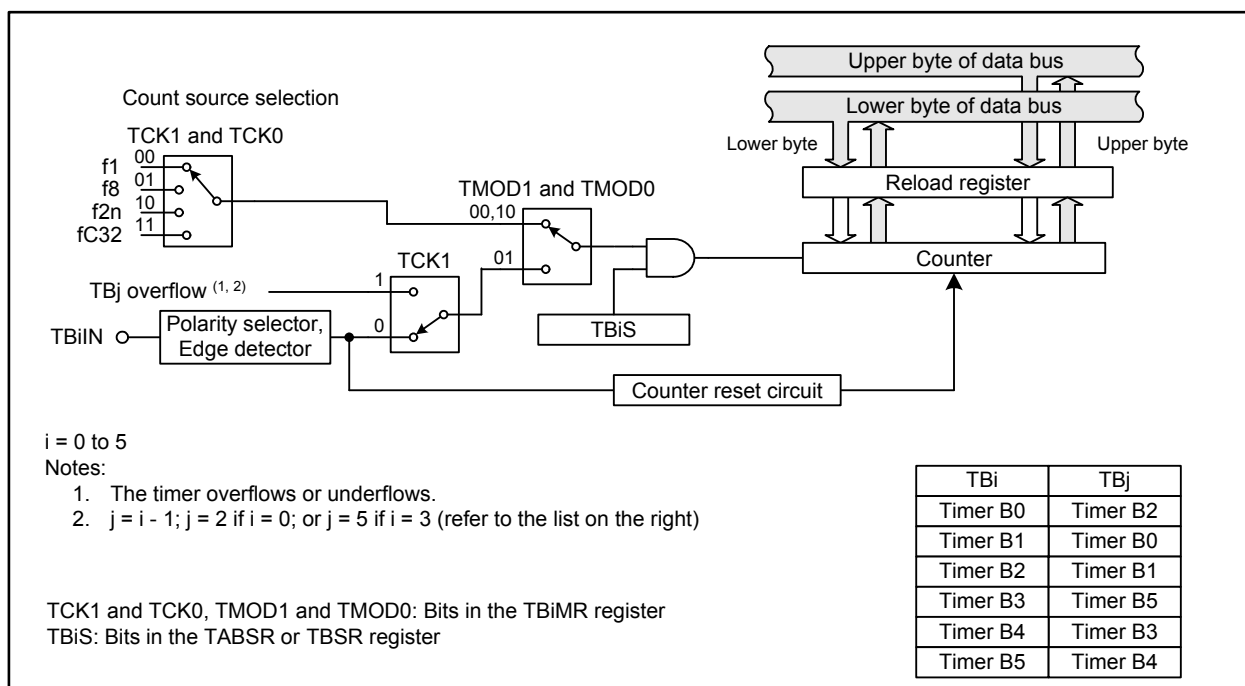 Upper byte of data bus
Count source selection
Lower byte of data bus
TCK1 and TCK0
Lower byte
Upper byte
f1 00
f8 01
f2n 10
fC32 11
TMOD1 and TMOD0
Reload register
00,10
TCK1
01
Counter
TBj overflow (1, 2)
1
TBiIN
Polarity selector,
Edge detector
0
TBiS
Counter reset circuit
i = 0 to 5
Notes:
1. The timer overflows or underflows.
2. j = i - 1; j = 2 if i = 0; or j = 5 if i = 3 (refer to the list on the right)
TCK1 and TCK0, TMOD1 and TMOD0: Bits in the TBiMR register
TBiS: Bits in the TABSR or TBSR register
TBi TBj
Timer B0 Timer B2
Timer B1 Timer B0
Timer B2 Timer B1
Timer B3 Timer B5
Timer B4 Timer B3
Timer B5 Timer B4